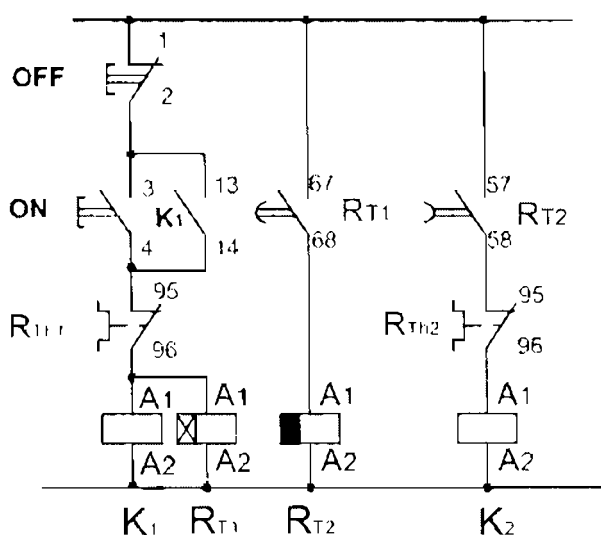 1
OFF
2
3 13 67 57
ON K1 RT1 RT2
4 14 68 58
95 95
RTh1 RTh2
96 96
A1 A1 A1 A1
A2 A2 A2 A2
K1 RT1 RT2 K2